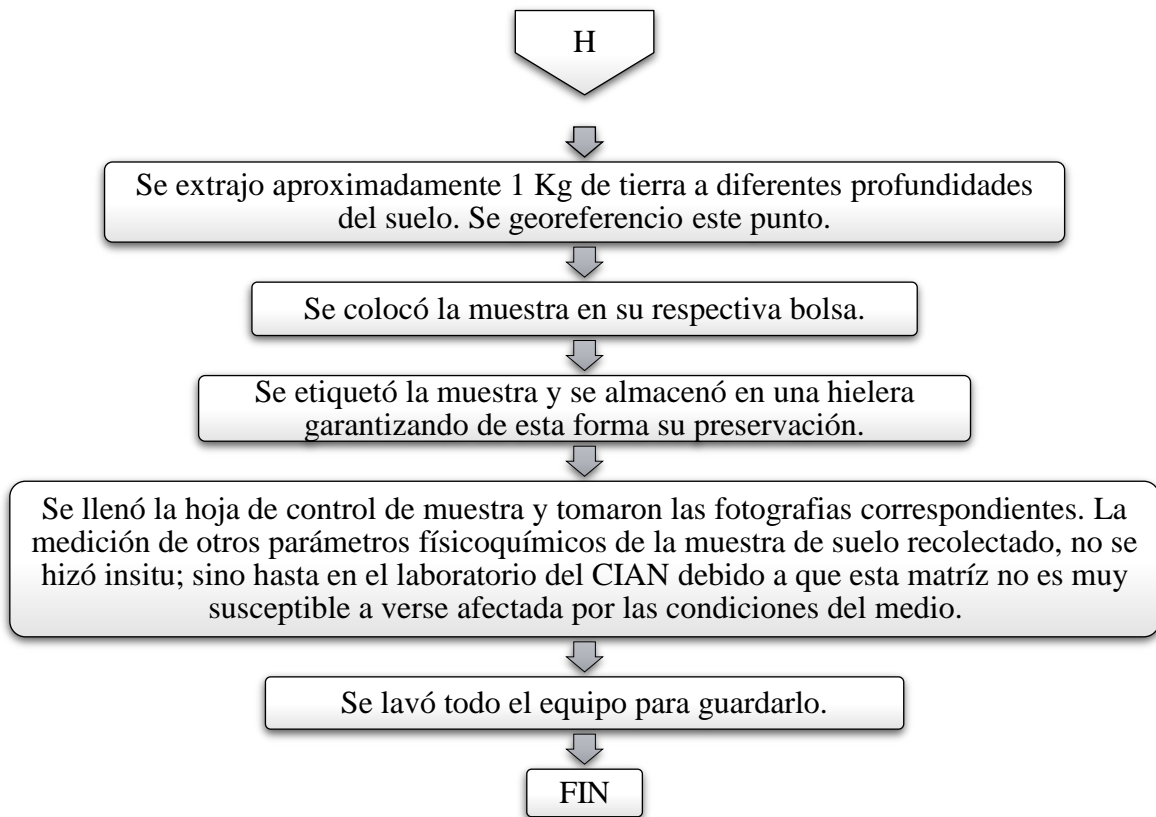 H
Se extrajo aproximadamente 1 Kg de tierra a diferentes profundidades
del suelo. Se georeferencio este punto.
Se colocó la muestra en su respectiva bolsa.
Se etiquetó la muestra y se almacenó en una hielera
garantizando de esta forma su preservación.
Se llenó la hoja de control de muestra y tomaron las fotografias correspondientes. La
medición de otros parámetros físicoquímicos de la muestra de suelo recolectado, no se
hizó insitu; sino hasta en el laboratorio del CIAN debido a que esta matríz no es muy
susceptible a verse afectada por las condiciones del medio.
Se lavó todo el equipo para guardarlo.
FIN